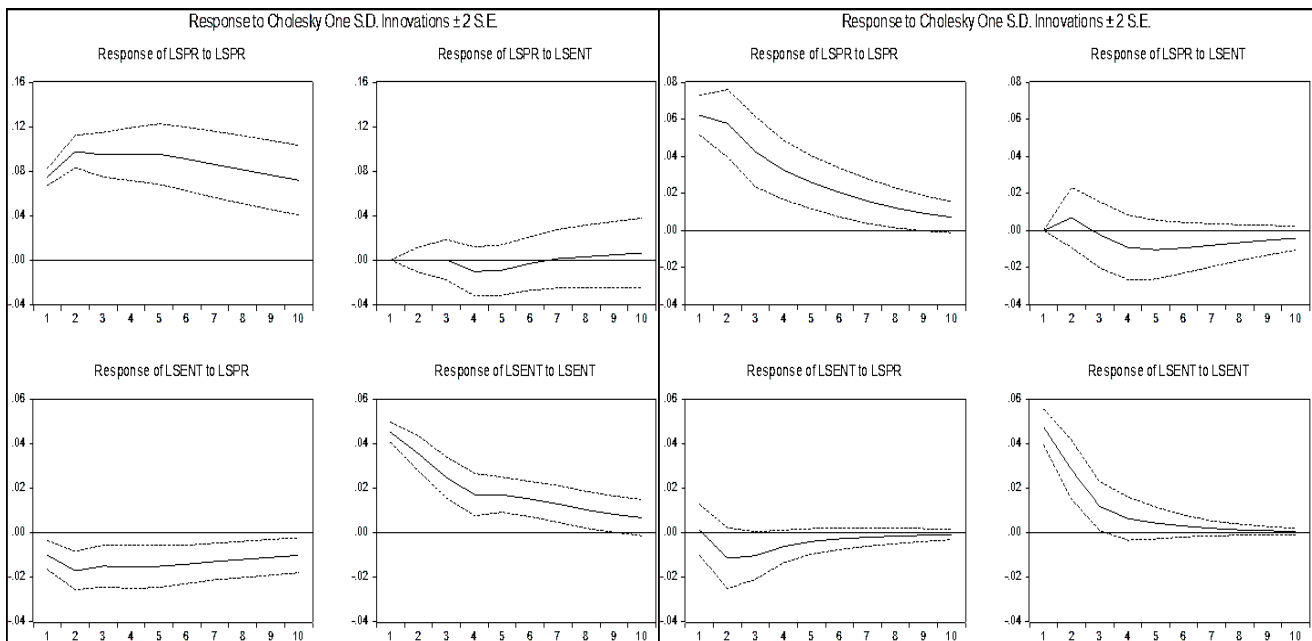 Response to Cholesky One S.D. Innovations ± 2 S.E.
Response of LSPR to LSPR
Response of LSPR to LSENT
.16
.12
.08
.04
.00
-.04
1 2 3 4 5 6 7 8 9 10
.16
.12
.08
.04
.00
-.04
1 2 3 4 5 6 7 8 9 10
Response of LSENT to LSPR
Response of LSENT to LSENT
.06
.04
.02
.00
-.02
-.04
1 2 3 4 5 6 7 8 9 10
.06
.04
.02
.00
-.02
-.04
1 2 3 4 5 6 7 8 9 10
Response to Cholesky One S.D. Innovations ± 2 S.E.
Response of LSPR to LSPR
Response of LSPR to LSENT
.08
.06
.04
.02
.00
-.02
-.04
1 2 3 4 5 6 7 8 9 10
.08
.06
.04
.02
.00
-.02
-.04
1 2 3 4 5 6 7 8 9 10
Response of LSENT to LSPR
Response of LSENT to LSENT
.06
.04
.02
.00
-.02
-.04
1 2 3 4 5 6 7 8 9 10
.06
.04
.02
.00
-.02
-.04
1 2 3 4 5 6 7 8 9 10